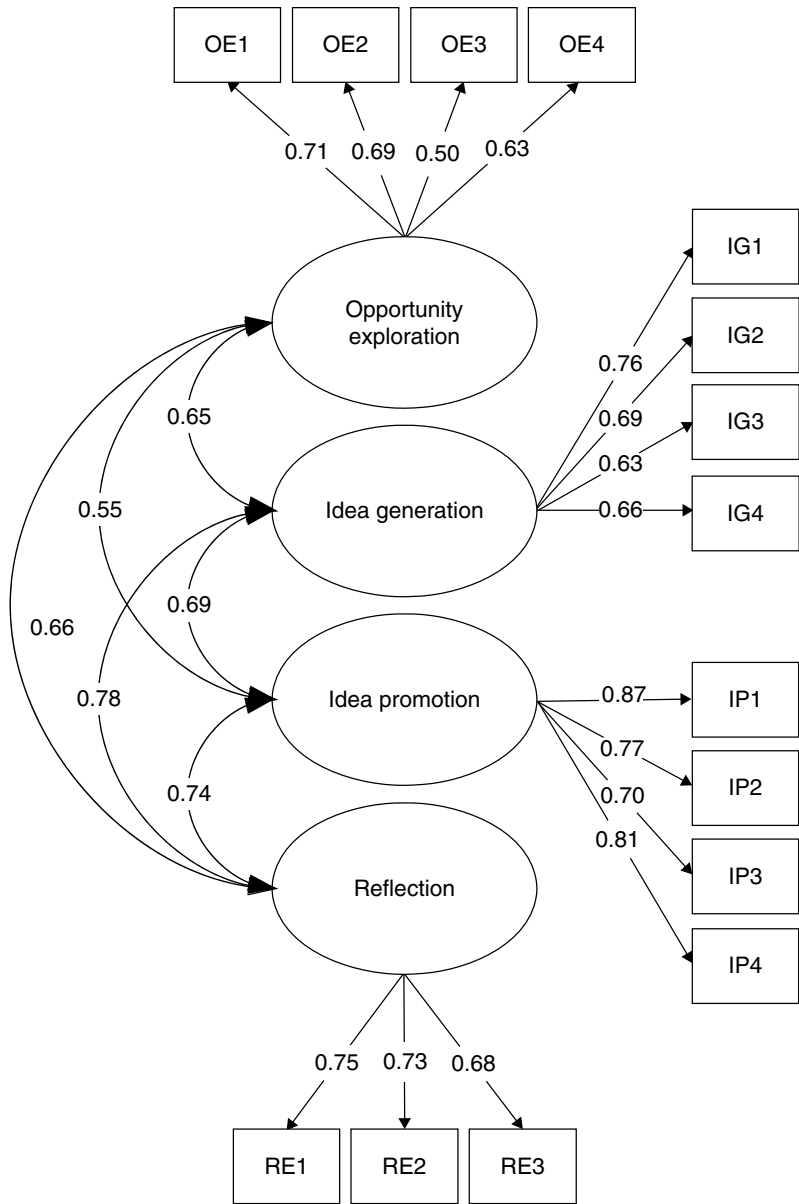 OE1 OE2 OE3 OE4
0.71 0.69 0.50 0.63
IG1
Opportunity
exploration
IG2
0.76
0.65
0.69
IG3
0.63
0.55
Idea generation
0.66
IG4
0.69
0.66
0.78
Idea promotion
0.87
IP1
0.77
IP2
0.74
0.70
0.81
IP3
Reflection
IP4
0.75 0.73 0.68
RE1 RE2 RE3